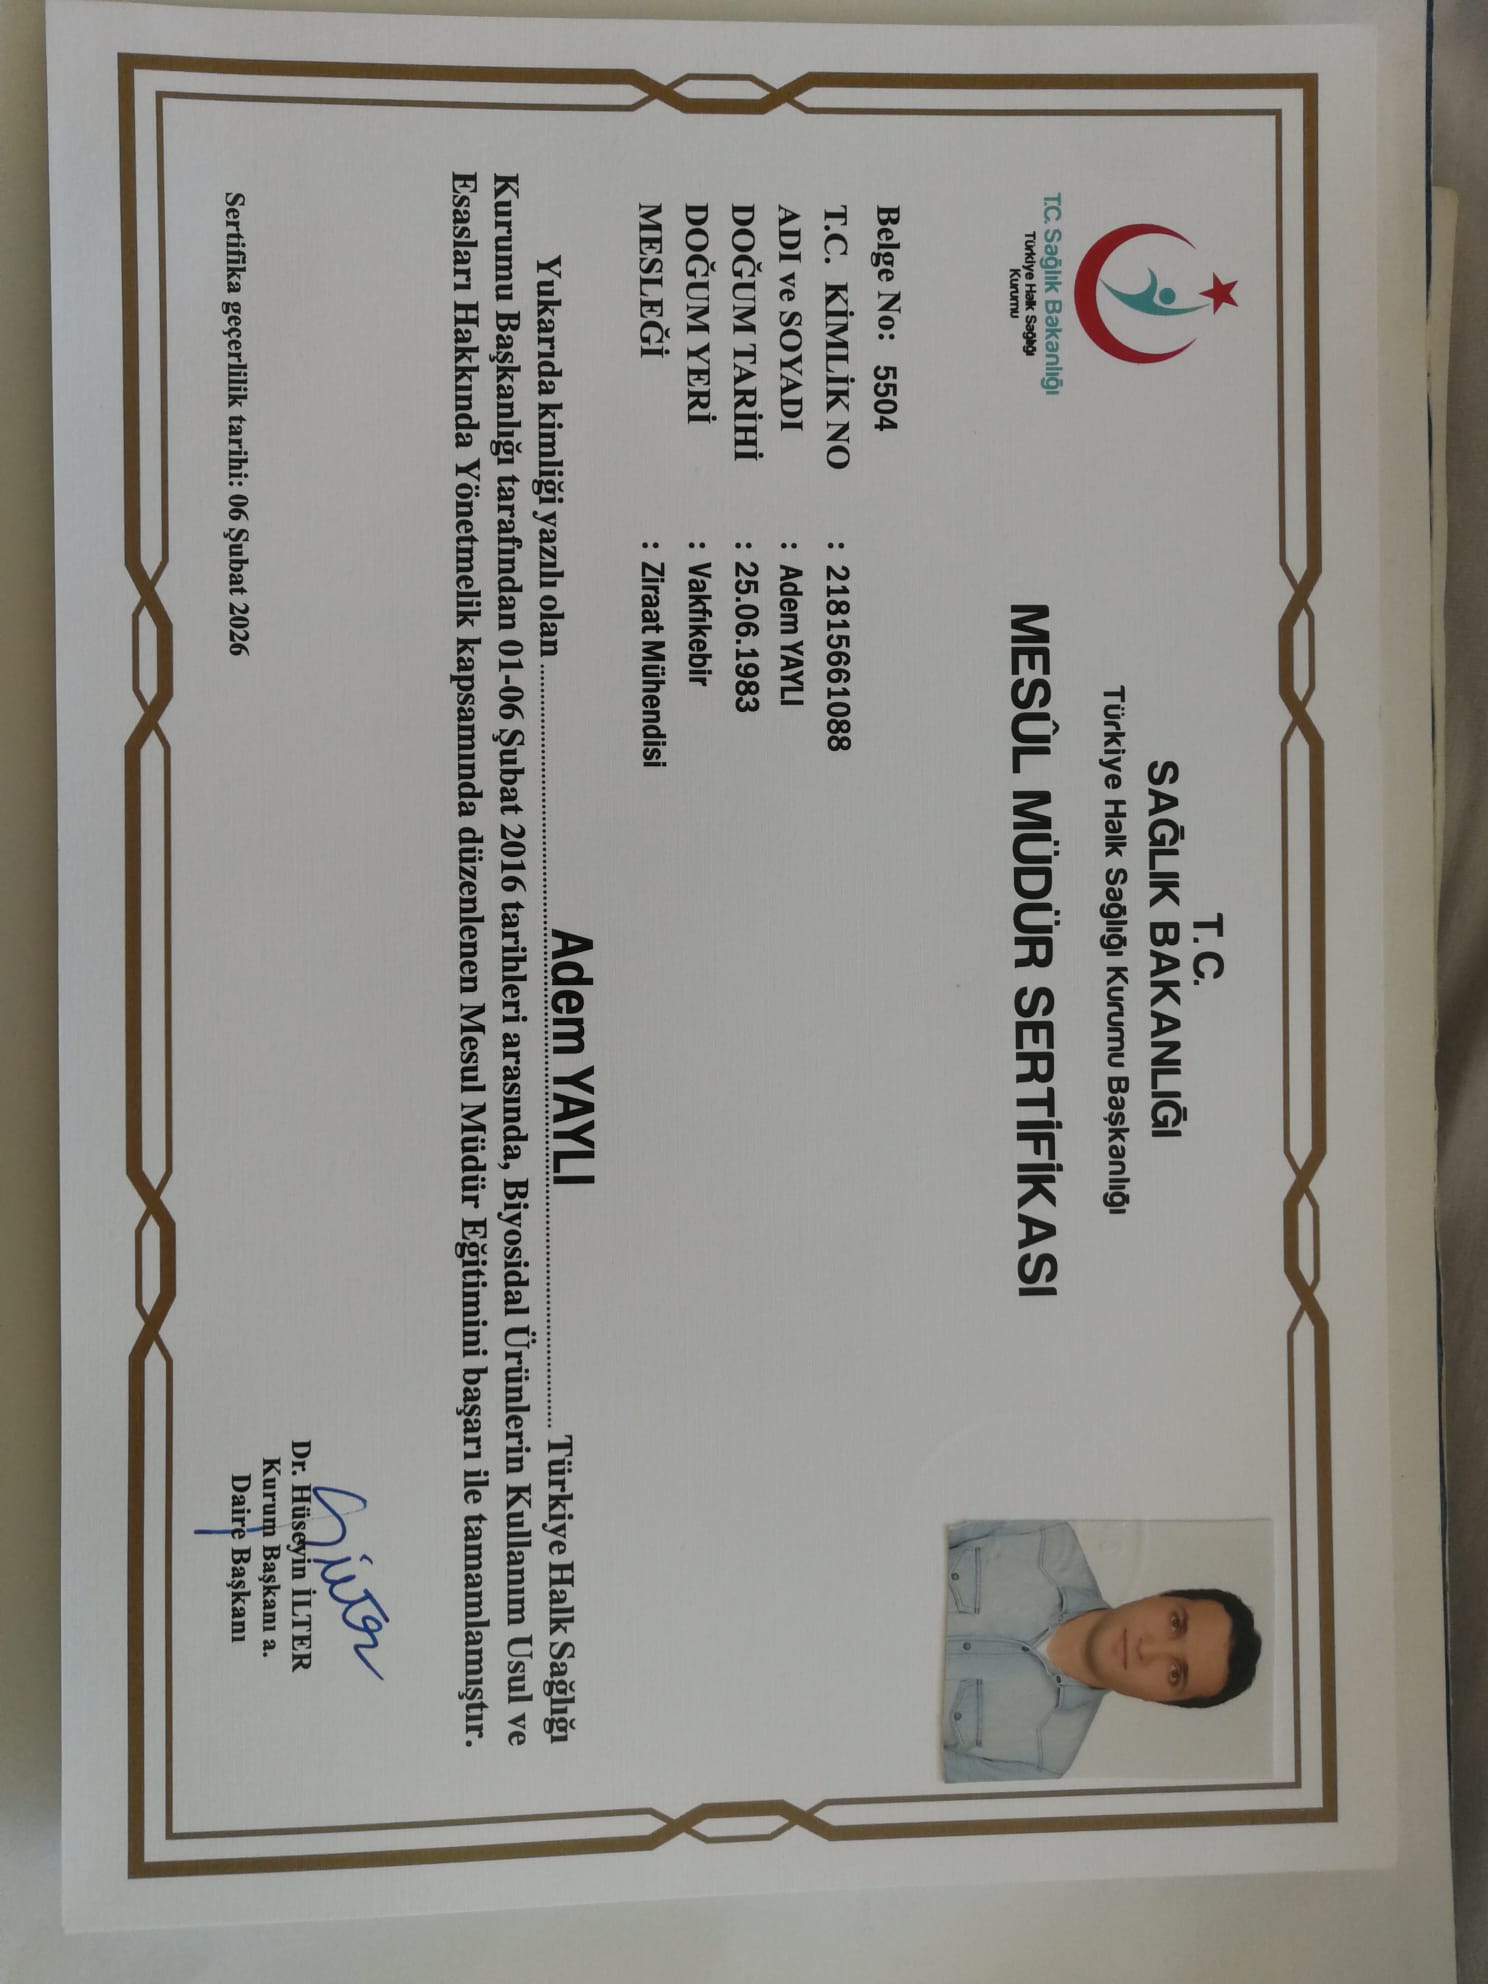 T.C. Sağlık Bakanlığı
Türkiye Halk Sağlığı
Kurumu
T. C.
SAĞLIK BAKANLIĞI
Türkiye Halk Sağlığı Kurumu Başkanlığı
MESÛL MÜDÜR SERTİFİKASI
Belge No: 5504
T.C. KİMLİK NO : 21815661088
ADI ve SOYADI : Adem YAYLI
DOĞUM TARİHİ : 25.06.1983
DOĞUM YERİ : Vakfıkebir
MESLEĞİ : Ziraat Mühendisi
Yukarıda kimliği yazılı olan ........ Adem YAYLI ........ Türkiye Halk Sağlığı
Kurumu Başkanlığı tarafından 01-06 Şubat 2016 tarihleri arasında, Biyosidal Ürünlerin Kullanım Usul ve
Esasları Hakkında Yönetmelik kapsamında düzenlenen Mesul Müdür Eğitimini başarı ile tamamlamıştır.
Dr. Hüseyin İLTER
Kurum Başkanı a.
Daire Başkanı
Sertifika geçerlilik tarihi: 06 Şubat 2026